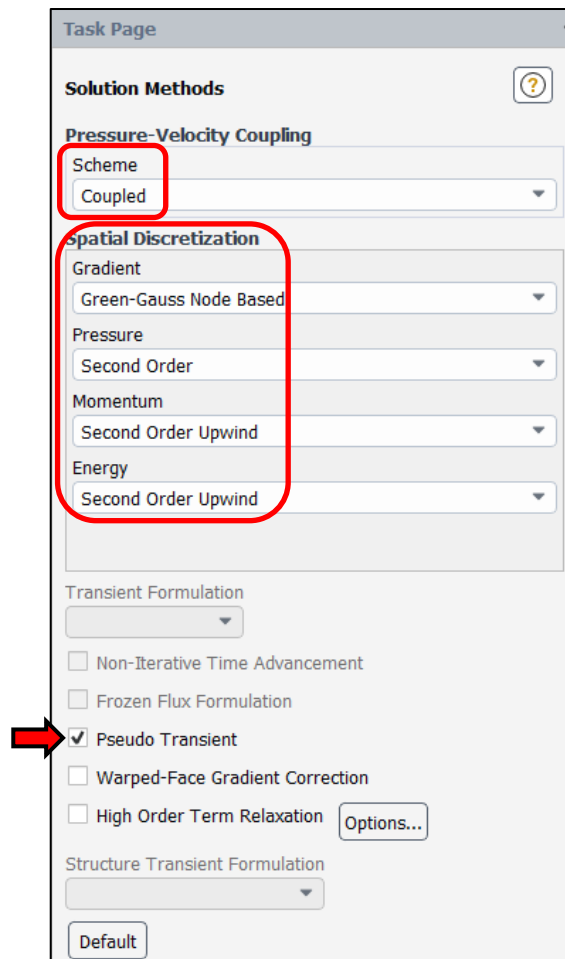 Task Page
Solution Methods
?
Pressure-Velocity Coupling
Scheme
Coupled
Spatial Discretization
Gradient
Green-Gauss Node Based
Pressure
Second Order
Momentum
Second Order Upwind
Energy
Second Order Upwind
Transient Formulation
Non-Iterative Time Advancement
Frozen Flux Formulation
Pseudo Transient
Warped-Face Gradient Correction
High Order Term Relaxation Options...
Structure Transient Formulation
Default